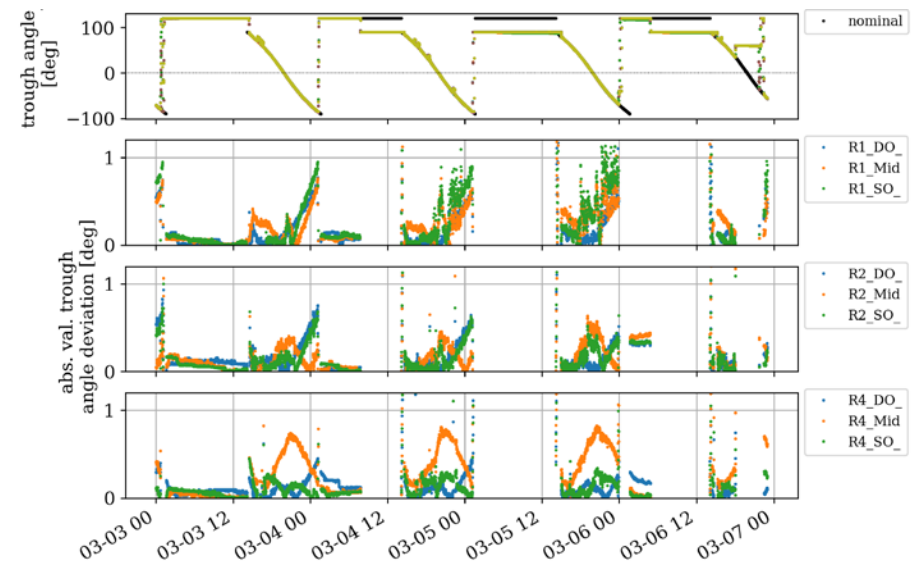 trough angle
[deg]
100
0
−100
nominal
abs. val. trough
angle deviation [deg]
1
0
R1_DO_
R1_Mid
R1_SO_
1
0
R2_DO_
R2_Mid
R2_SO_
1
0
R4_DO_
R4_Mid
R4_SO_
03-03 00
03-03 12
03-04 00
03-04 12
03-05 00
03-05 12
03-06 00
03-06 12
03-07 00